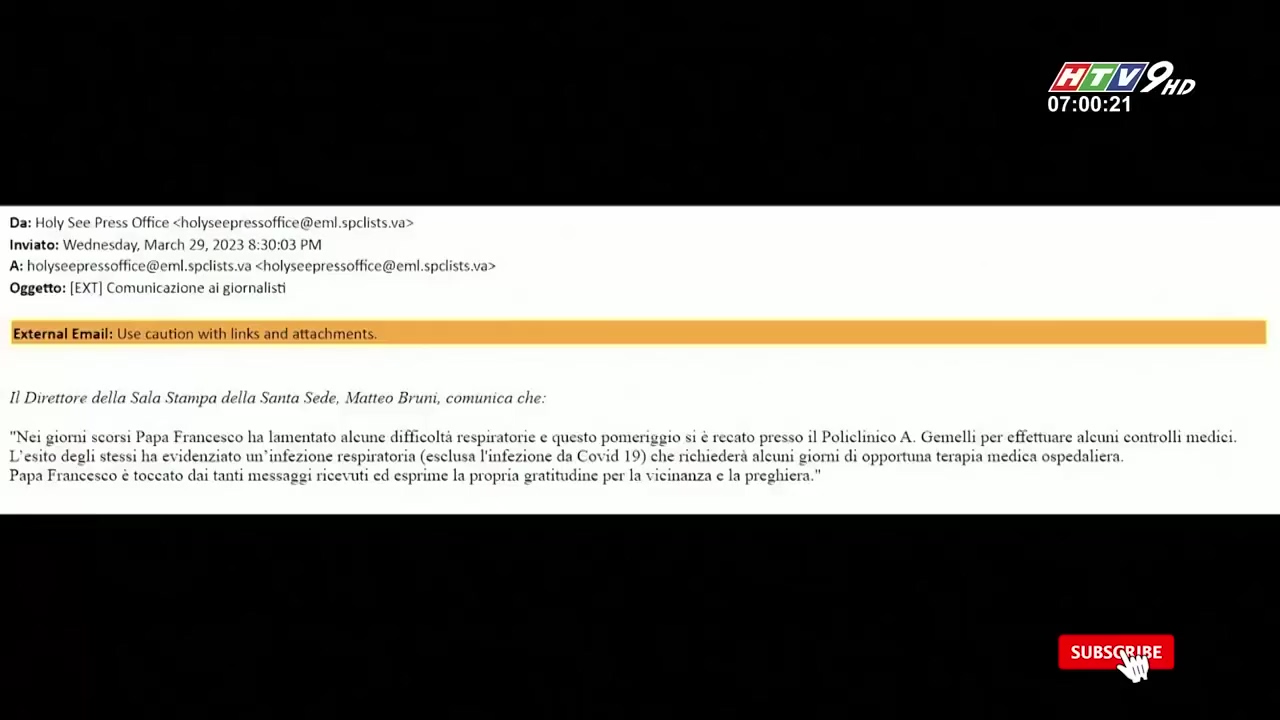 HTV9 HD
07:00:21
Da: Holy See Press Office <holyseepressoffice@eml.spclists.va>
Inviato: Wednesday, March 29, 2023 8:30:03 PM
A: holyseepressoffice@eml.spclists.va <holyseepressoffice@eml.spclists.va>
Oggetto: [EXT] Comunicazione ai giornalisti
External Email: Use caution with links and attachments.
Il Direttore della Sala Stampa della Santa Sede, Matteo Bruni, comunica che:
"Nei giorni scorsi Papa Francesco ha lamentato alcune difficoltà respiratorie e questo pomeriggio si è recato presso il Policlinico A. Gemelli per effettuare alcuni controlli medici.
L'esito degli stessi ha evidenziato un'infezione respiratoria (esclusa l'infezione da Covid 19) che richiederà alcuni giorni di opportuna terapia medica ospedaliera.
Papa Francesco è toccato dai tanti messaggi ricevuti ed esprime la propria gratitudine per la vicinanza e la preghiera."
SUBSCRIBE